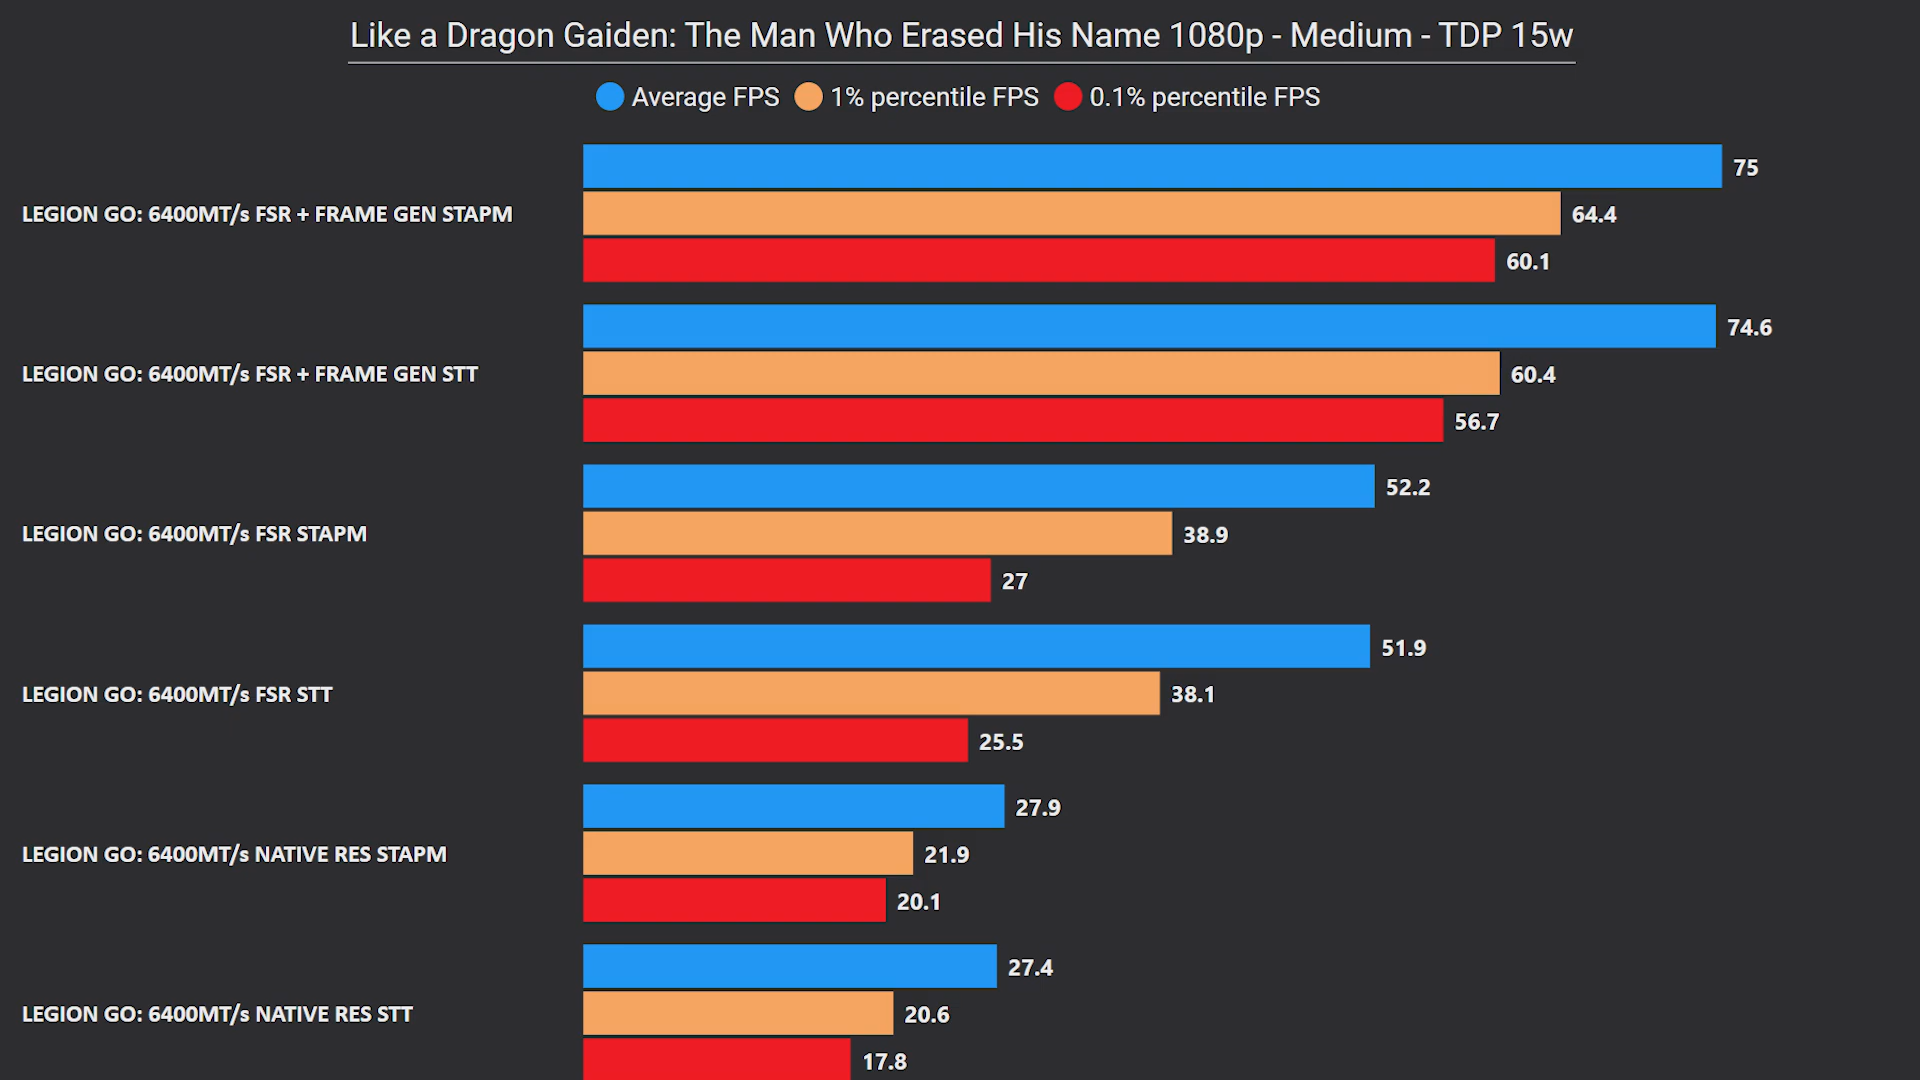 Like a Dragon Gaiden: The Man Who Erased His Name 1080p - Medium - TDP 15w
Average FPS 1% percentile FPS 0.1% percentile FPS
75
LEGION GO: 6400MT/s FSR + FRAME GEN STAPM 64.4
60.1
74.6
LEGION GO: 6400MT/s FSR + FRAME GEN STT 60.4
56.7
52.2
LEGION GO: 6400MT/s FSR STAPM 38.9
27
51.9
LEGION GO: 6400MT/s FSR STT 38.1
25.5
27.9
LEGION GO: 6400MT/s NATIVE RES STAPM 21.9
20.1
27.4
LEGION GO: 6400MT/s NATIVE RES STT 20.6
17.8